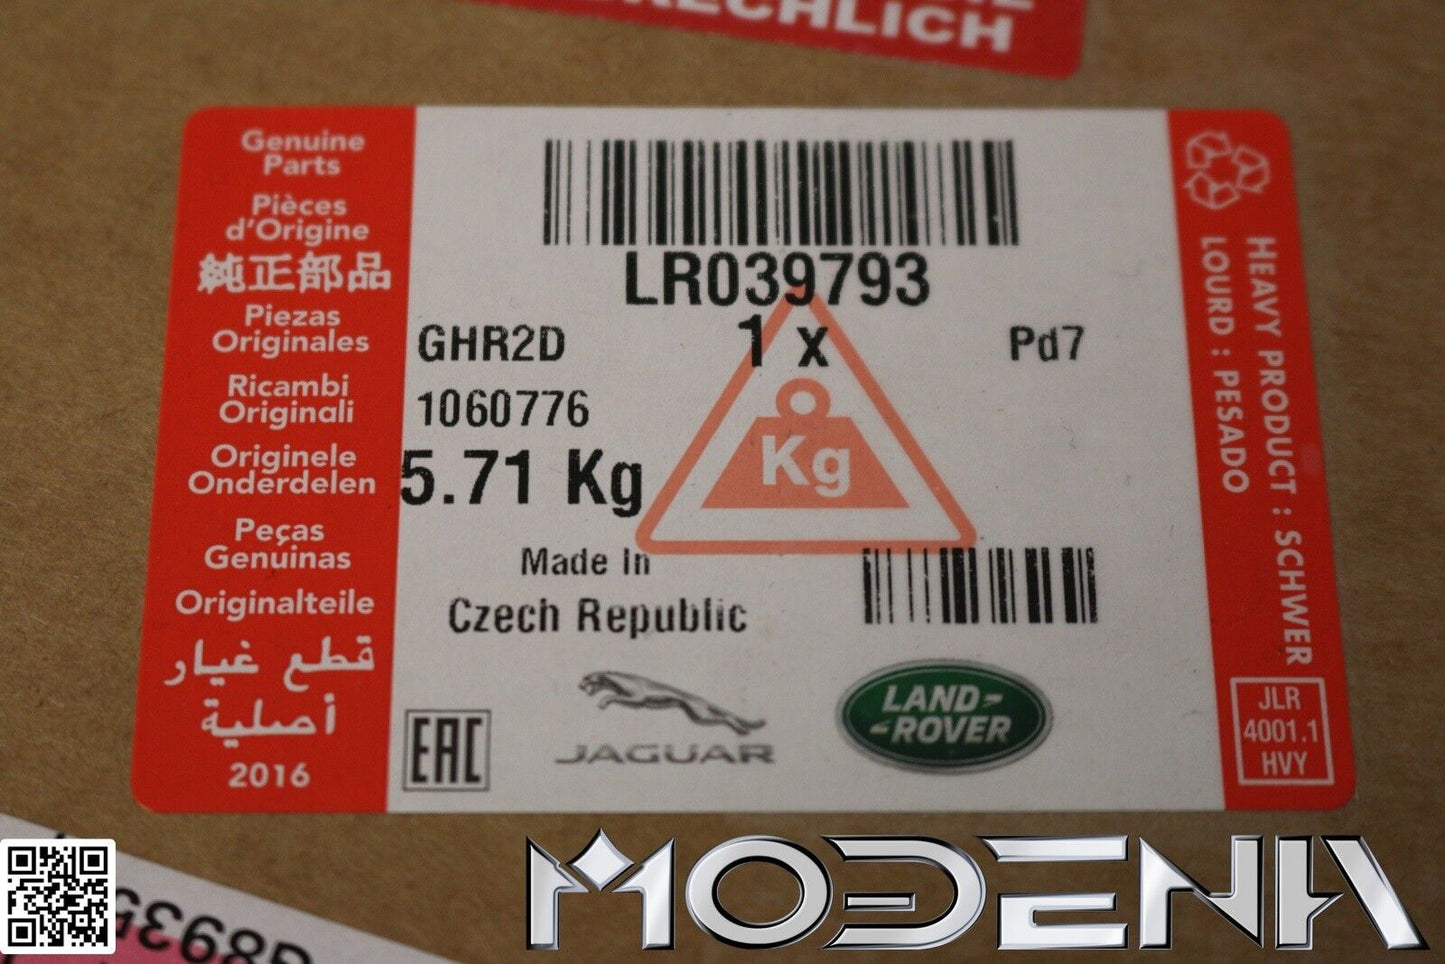 RECHLICH
Genuine
Parts
Pièces
d'Origine
純正部品
Piezas
Originales
Ricambi
Originali
Originele
Onderdelen
Peças
Genuinas
Originalteile
قطع غيار
أصلية
2016
LR039793
GHR2D
1 x
Pd7
1060776
5.71 Kg
Kg
Made In
Czech Republic
EAC
JAGUAR
LAND-
-ROVER
HEAVY PRODUCT : SCHWER
LOURD : PESADO
JLR
4001.1
HVY
MODENA